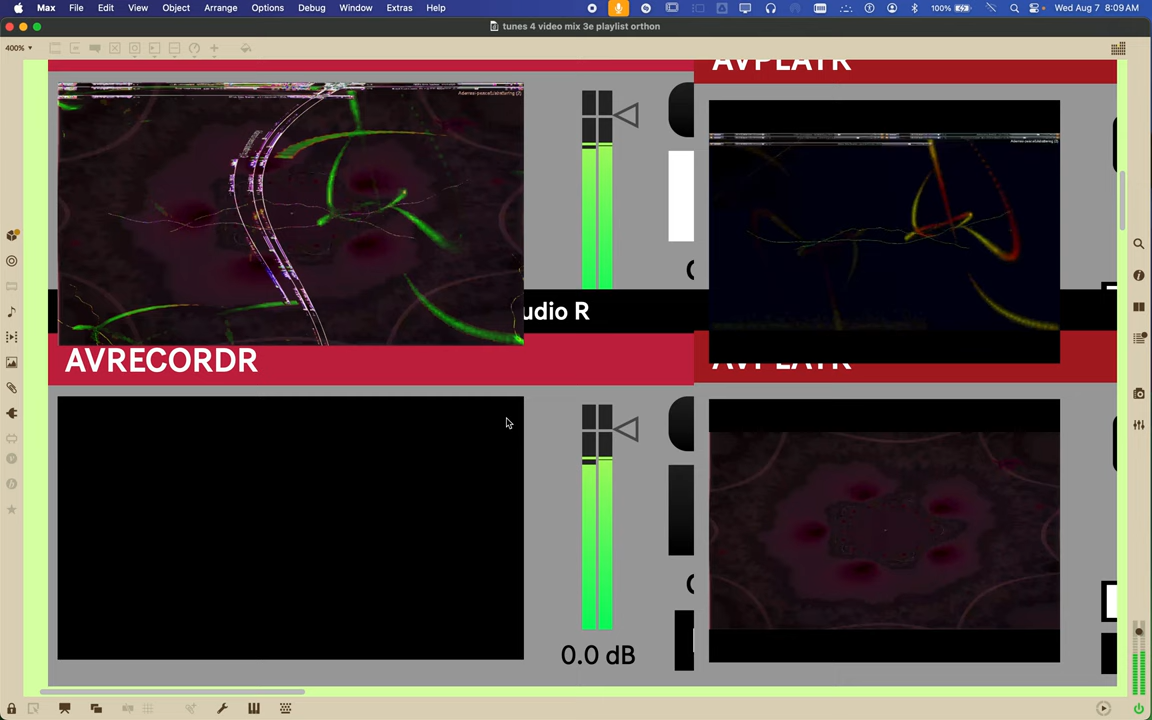 Max File Edit View Object Arrange Options Debug Window Extras Help 100% Wed Aug 7 8:09 AM
tunes 4 video mix 3e playlist orthon
400%
AVPLAYR
udio R
AVRECORDR
AVPLAYR
0.0 dB